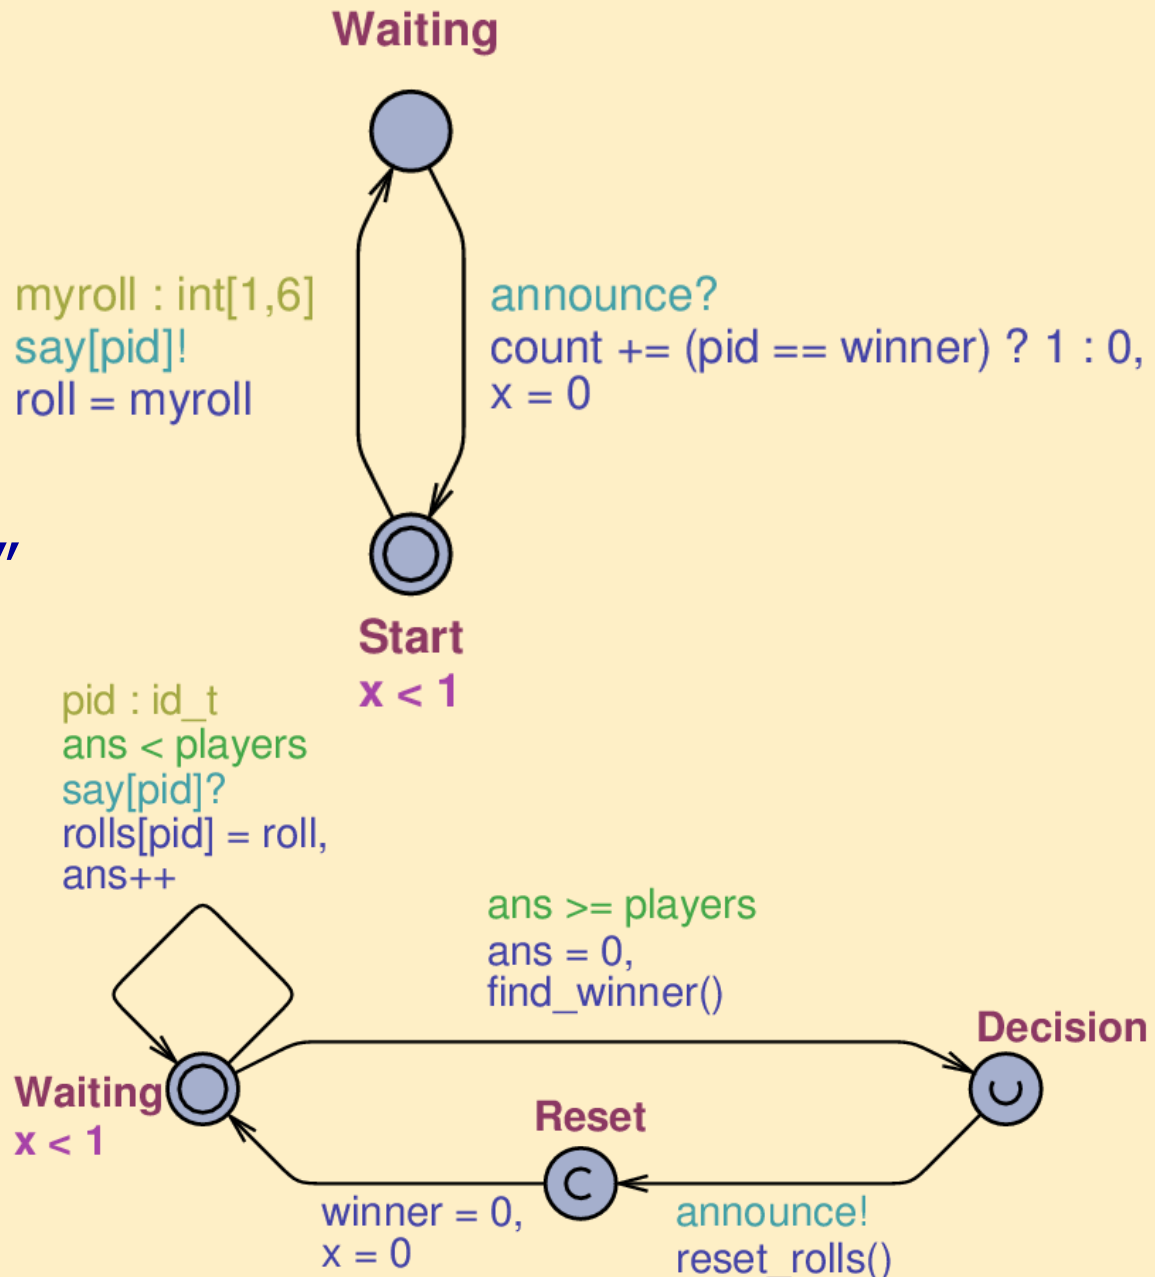 Waiting
myroll : int[1,6]
say[pid]!
roll = myroll
announce?
count += (pid == winner) ? 1 : 0,
x = 0
"
Start
x < 1
pid : id_t
ans < players
say[pid]?
rolls[pid] = roll,
ans++
ans >= players
ans = 0,
find_winner()
Decision
U
Waiting
x < 1
Reset
C
winner = 0,
x = 0
announce!
reset_rolls()